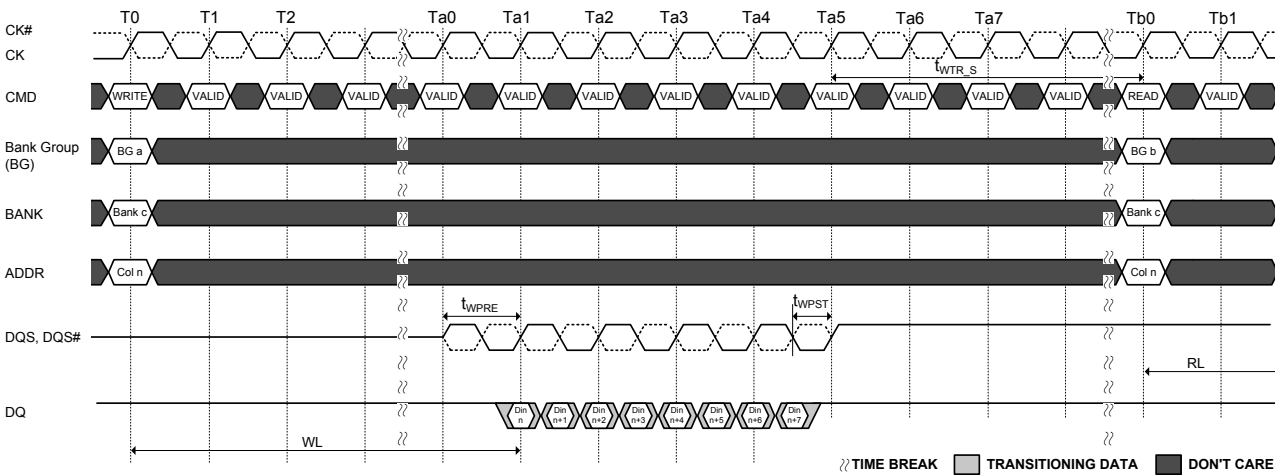 T0 T1 T2 Ta0 Ta1 Ta2 Ta3 Ta4 Ta5 Ta6 Ta7 Tb0 Tb1
CK#
CK
tWTR_S
CMD WRITE VALID VALID VALID VALID VALID VALID VALID VALID VALID VALID VALID VALID READ VALID
Bank Group
(BG)
BG a BG b
BANK Bank c Bank c
ADDR Col n Col n
tWPRE tWPST
DQS, DQS#
RL
DQ Din n Din n+1 Din n+2 Din n+3 Din n+4 Din n+5 Din n+6 Din n+7
WL
TIME BREAK TRANSITIONING DATA DON'T CARE